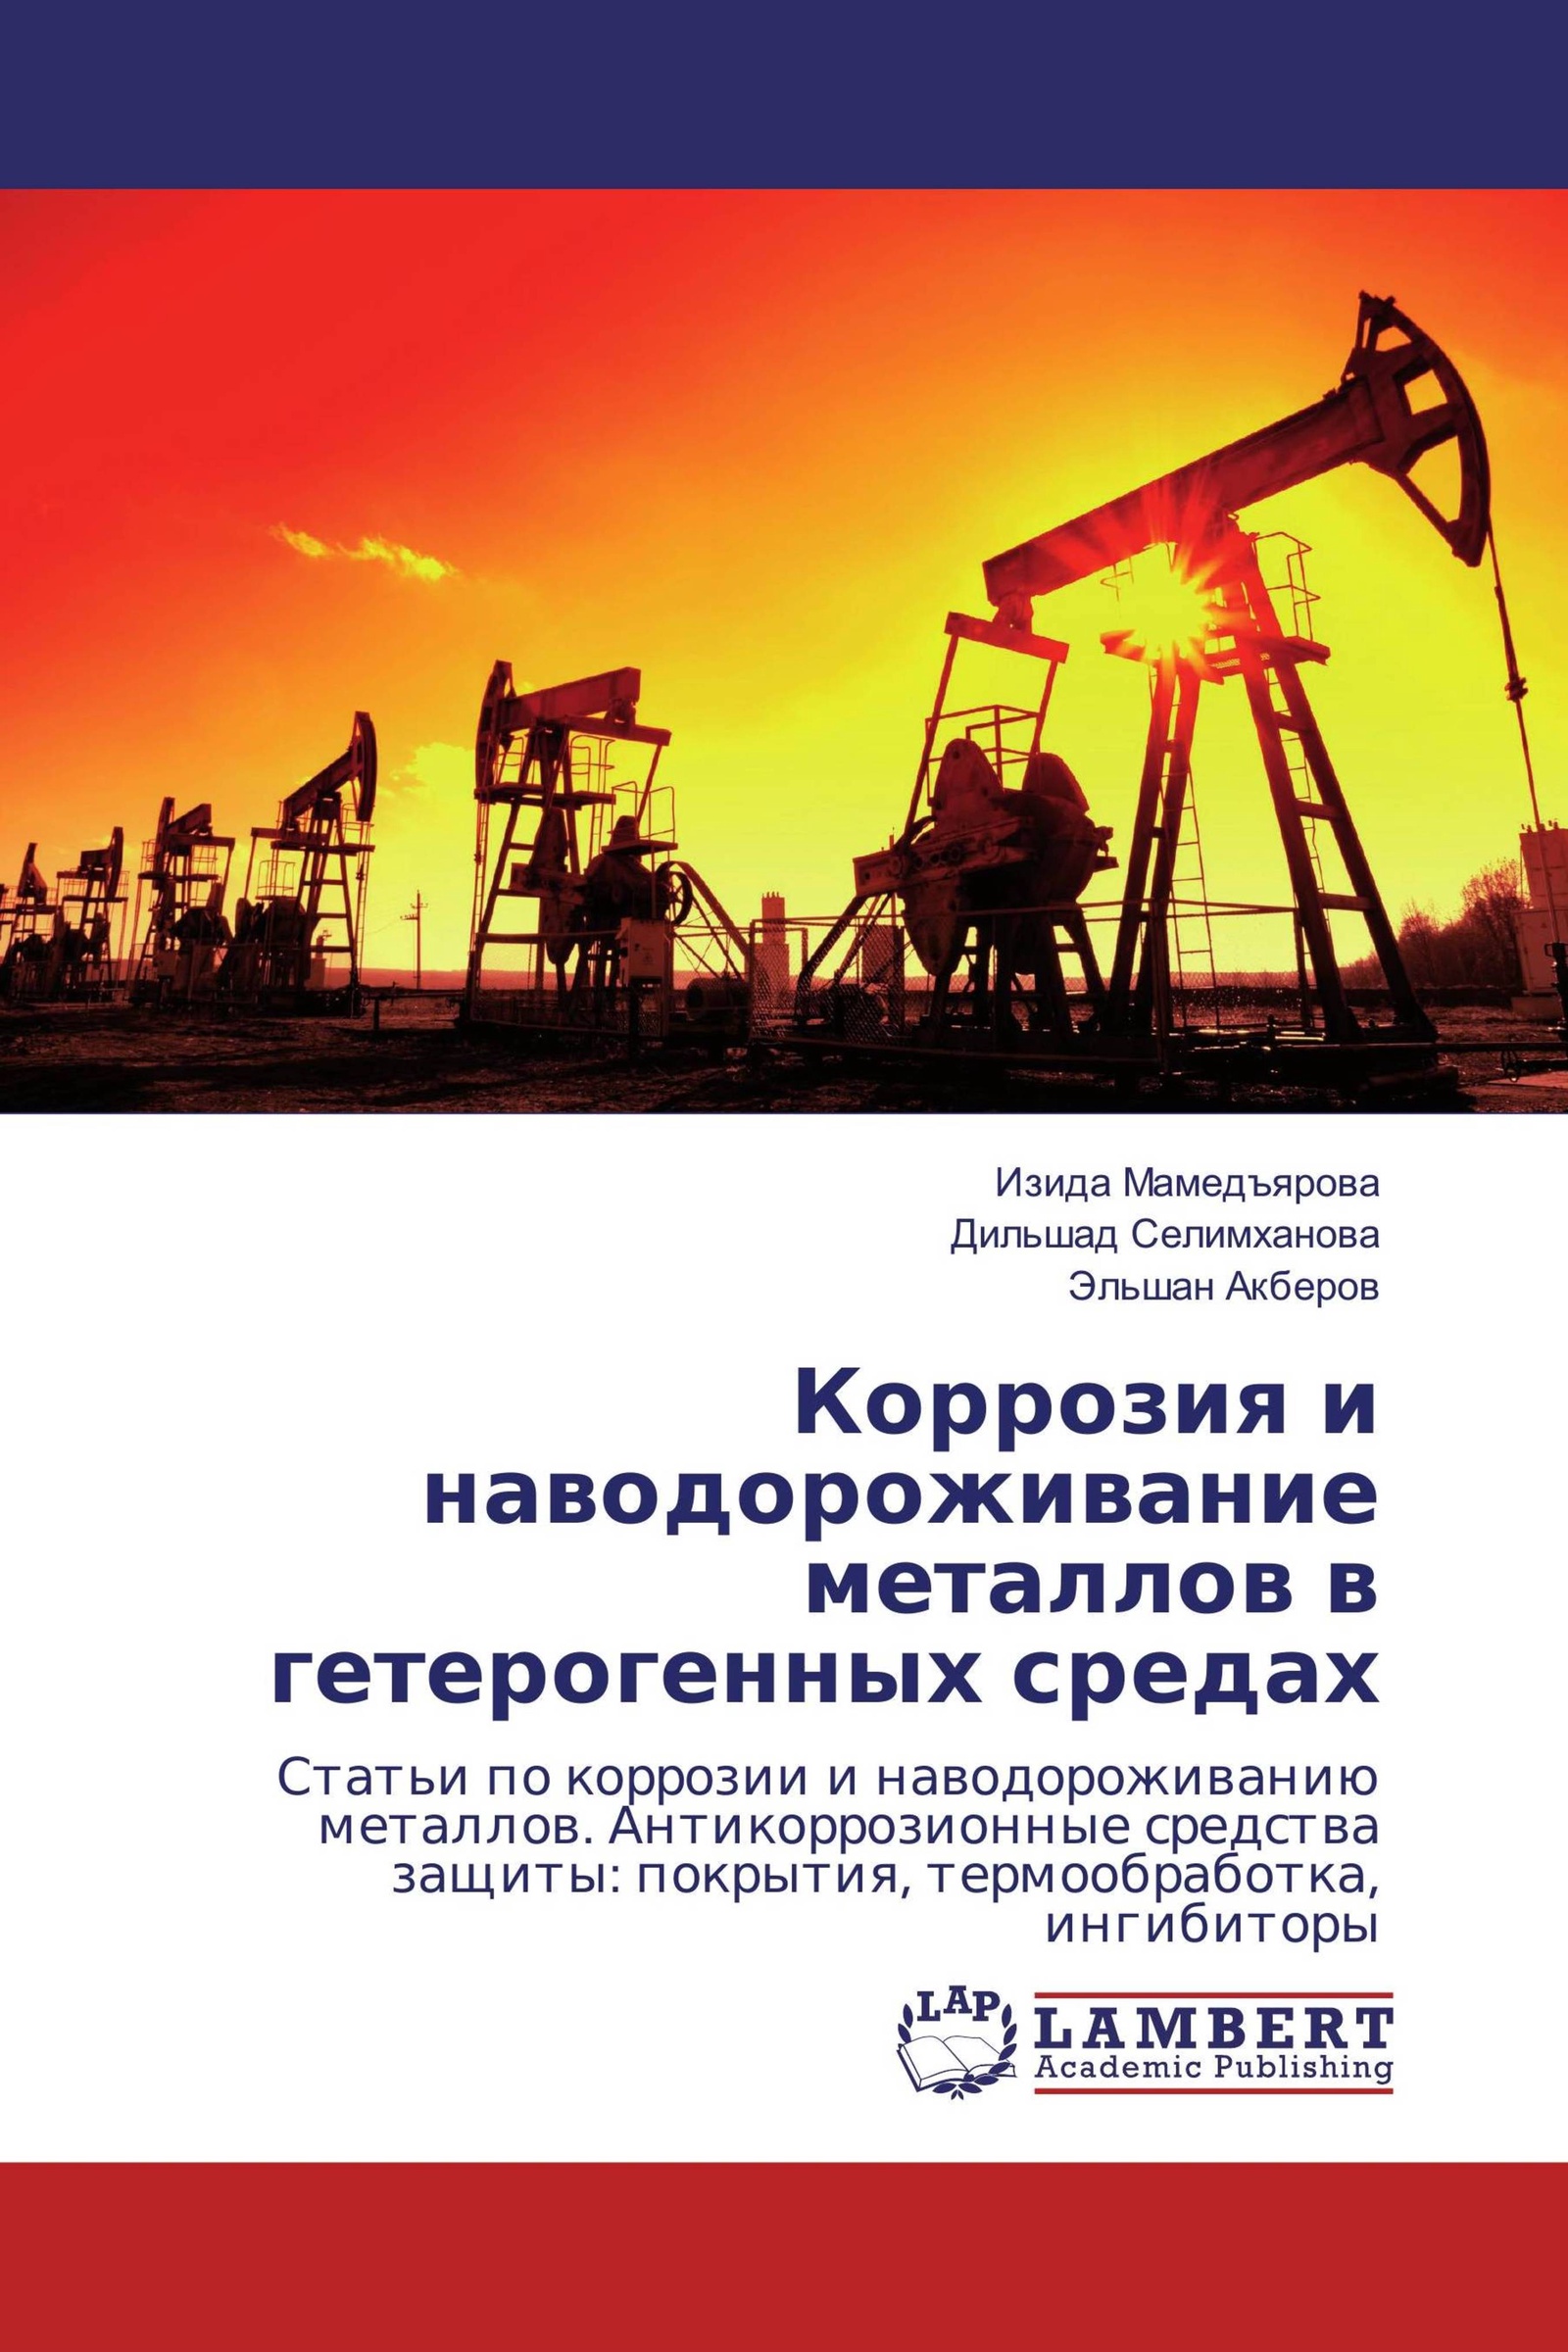 Изида Мамедъярова
Дильшад Селимханова
Эльшан Акберов
Коррозия и
наводороживание
металлов в
гетерогенных средах
Статьи по коррозии и наводороживанию
металлов. Антикоррозионные средства
защиты: покрытия, термообработка,
ингибиторы
LAP
LAMBERT
Academic Publishing